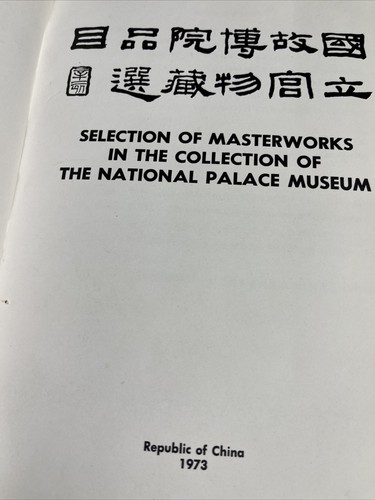 國立
故宮
博物
院藏
品選
目
SELECTION OF MASTERWORKS
IN THE COLLECTION OF
THE NATIONAL PALACE MUSEUM
Republic of China
1973